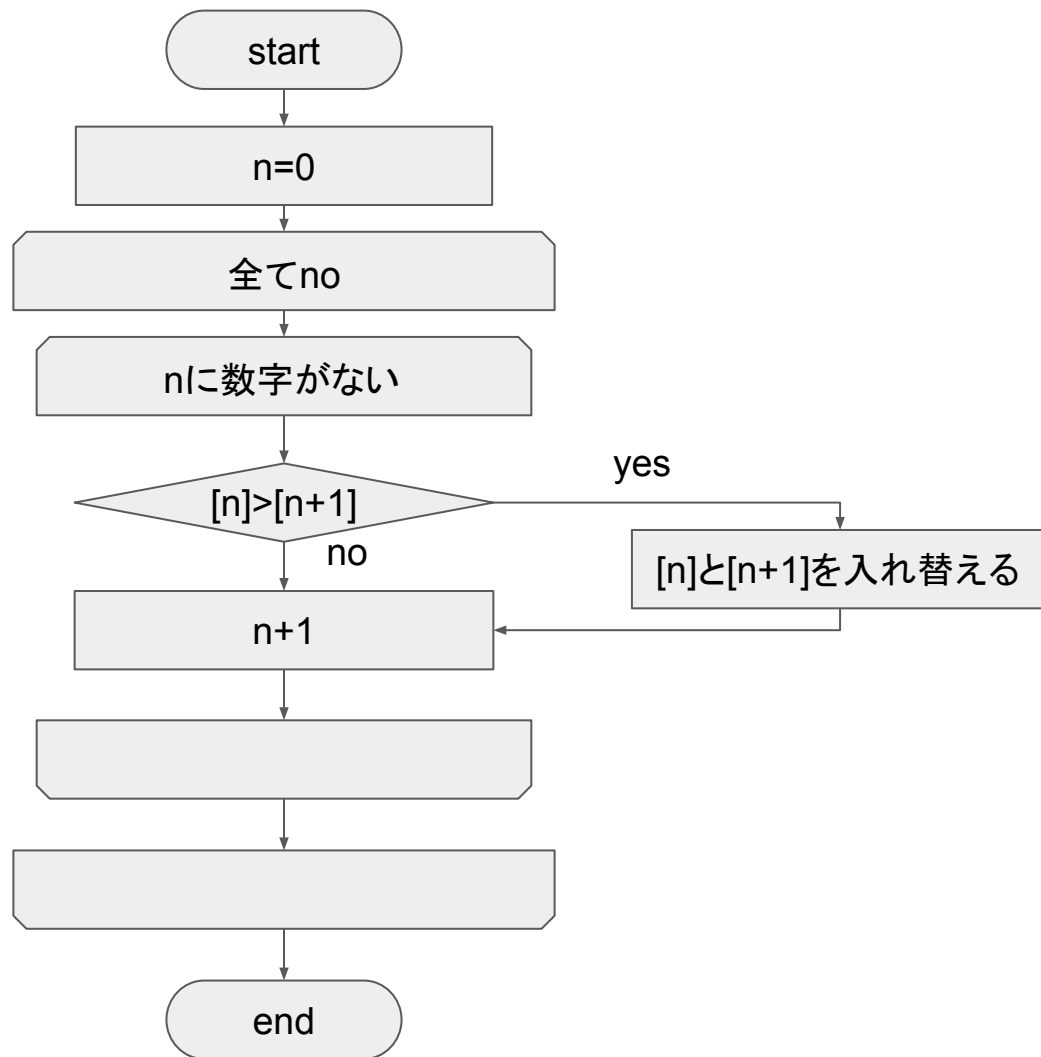 start
n=0
全てno
nに数字がない
[n]>[n+1]
yes
no
[n]と[n+1]を入れ替える
n+1
end